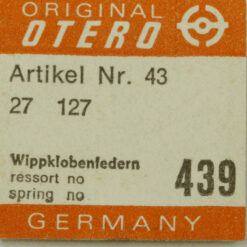 ORIGINAL
OTERO
Artikel Nr. 43
27 127
Wippklobenfedern
ressort no
spring no
439
GERMANY